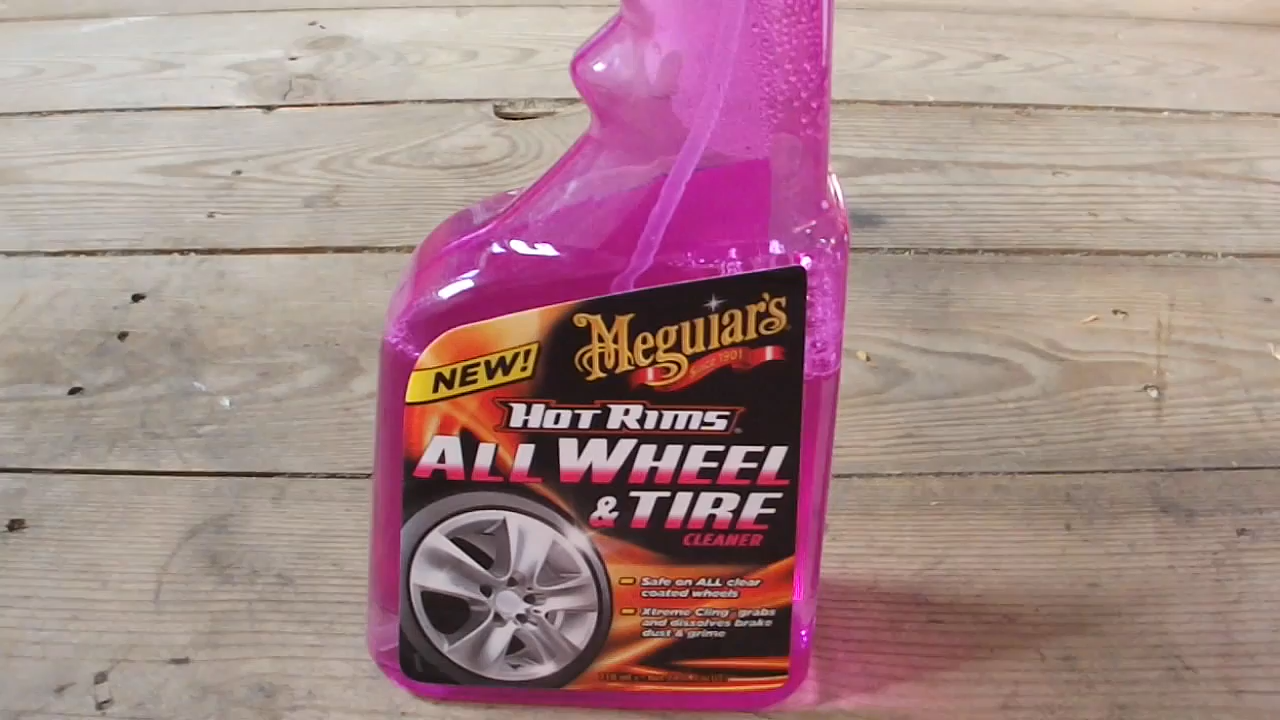 Meguiar's
SINCE 1901
NEW!
HOT RIMS
ALL WHEEL
& TIRE
CLEANER
Safe on ALL clear
coated wheels
Xtreme Cling™ grabs
and dissolves brake
dust & grime